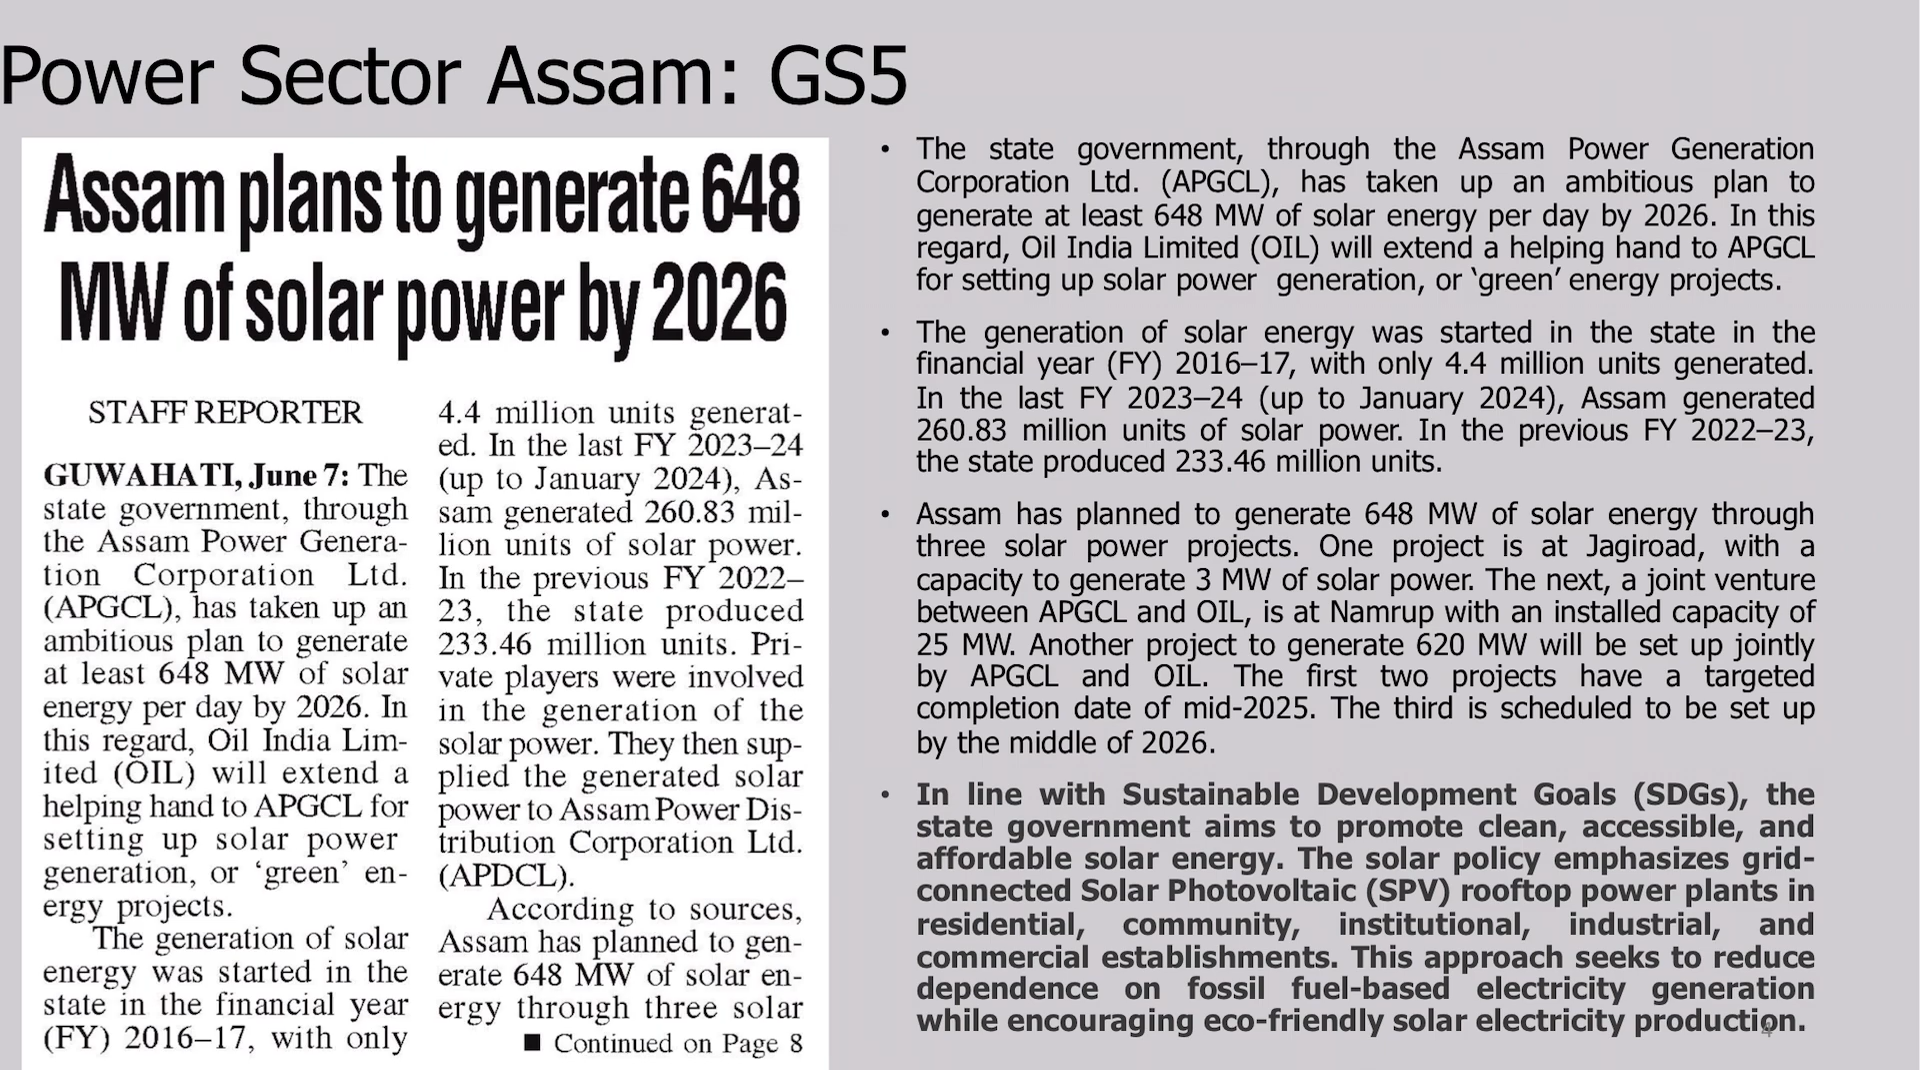 Power Sector Assam: GS5
Assam plans to generate 648
MW of solar power by 2026
STAFF REPORTER
GUWAHATI, June 7: The
state government, through
the Assam Power Genera-
tion Corporation Ltd.
(APGCL), has taken up an
ambitious plan to generate
at least 648 MW of solar
energy per day by 2026. In
this regard, Oil India Lim-
ited (OIL) will extend a
helping hand to APGCL for
setting up solar power
generation, or ‘green’ en-
ergy projects.
The generation of solar
energy was started in the
state in the financial year
(FY) 2016–17, with only
4.4 million units generat-
ed. In the last FY 2023–24
(up to January 2024), As-
sam generated 260.83 mil-
lion units of solar power.
In the previous FY 2022–
23, the state produced
233.46 million units. Pri-
vate players were involved
in the generation of the
solar power. They then sup-
plied the generated solar
power to Assam Power Dis-
tribution Corporation Ltd.
(APDCL).
According to sources,
Assam has planned to gen-
erate 648 MW of solar en-
ergy through three solar
■ Continued on Page 8
• The state government, through the Assam Power Generation
Corporation Ltd. (APGCL), has taken up an ambitious plan to
generate at least 648 MW of solar energy per day by 2026. In this
regard, Oil India Limited (OIL) will extend a helping hand to APGCL
for setting up solar power generation, or ‘green’ energy projects.
• The generation of solar energy was started in the state in the
financial year (FY) 2016–17, with only 4.4 million units generated.
In the last FY 2023–24 (up to January 2024), Assam generated
260.83 million units of solar power. In the previous FY 2022–23,
the state produced 233.46 million units.
• Assam has planned to generate 648 MW of solar energy through
three solar power projects. One project is at Jagiroad, with a
capacity to generate 3 MW of solar power. The next, a joint venture
between APGCL and OIL, is at Namrup with an installed capacity of
25 MW. Another project to generate 620 MW will be set up jointly
by APGCL and OIL. The first two projects have a targeted
completion date of mid-2025. The third is scheduled to be set up
by the middle of 2026.
• In line with Sustainable Development Goals (SDGs), the
state government aims to promote clean, accessible, and
affordable solar energy. The solar policy emphasizes grid-
connected Solar Photovoltaic (SPV) rooftop power plants in
residential, community, institutional, industrial, and
commercial establishments. This approach seeks to reduce
dependence on fossil fuel-based electricity generation
while encouraging eco-friendly solar electricity production.
4